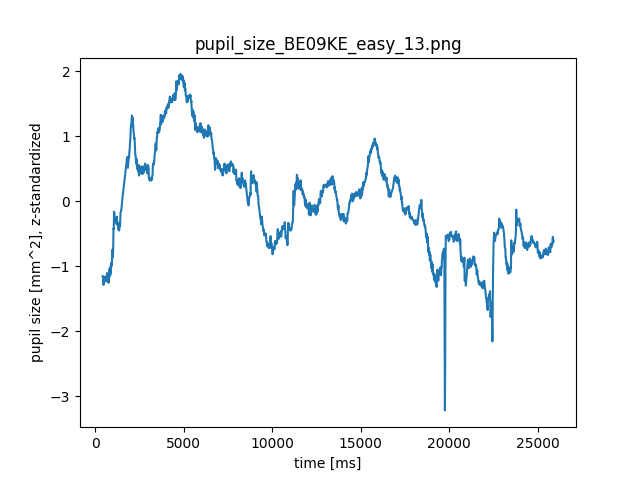 pupil_size_BE09KE_easy_13.png
pupil size [mm^2], z-standardized
2
1
0
−1
−2
−3
0 5000 10000 15000 20000 25000
time [ms]